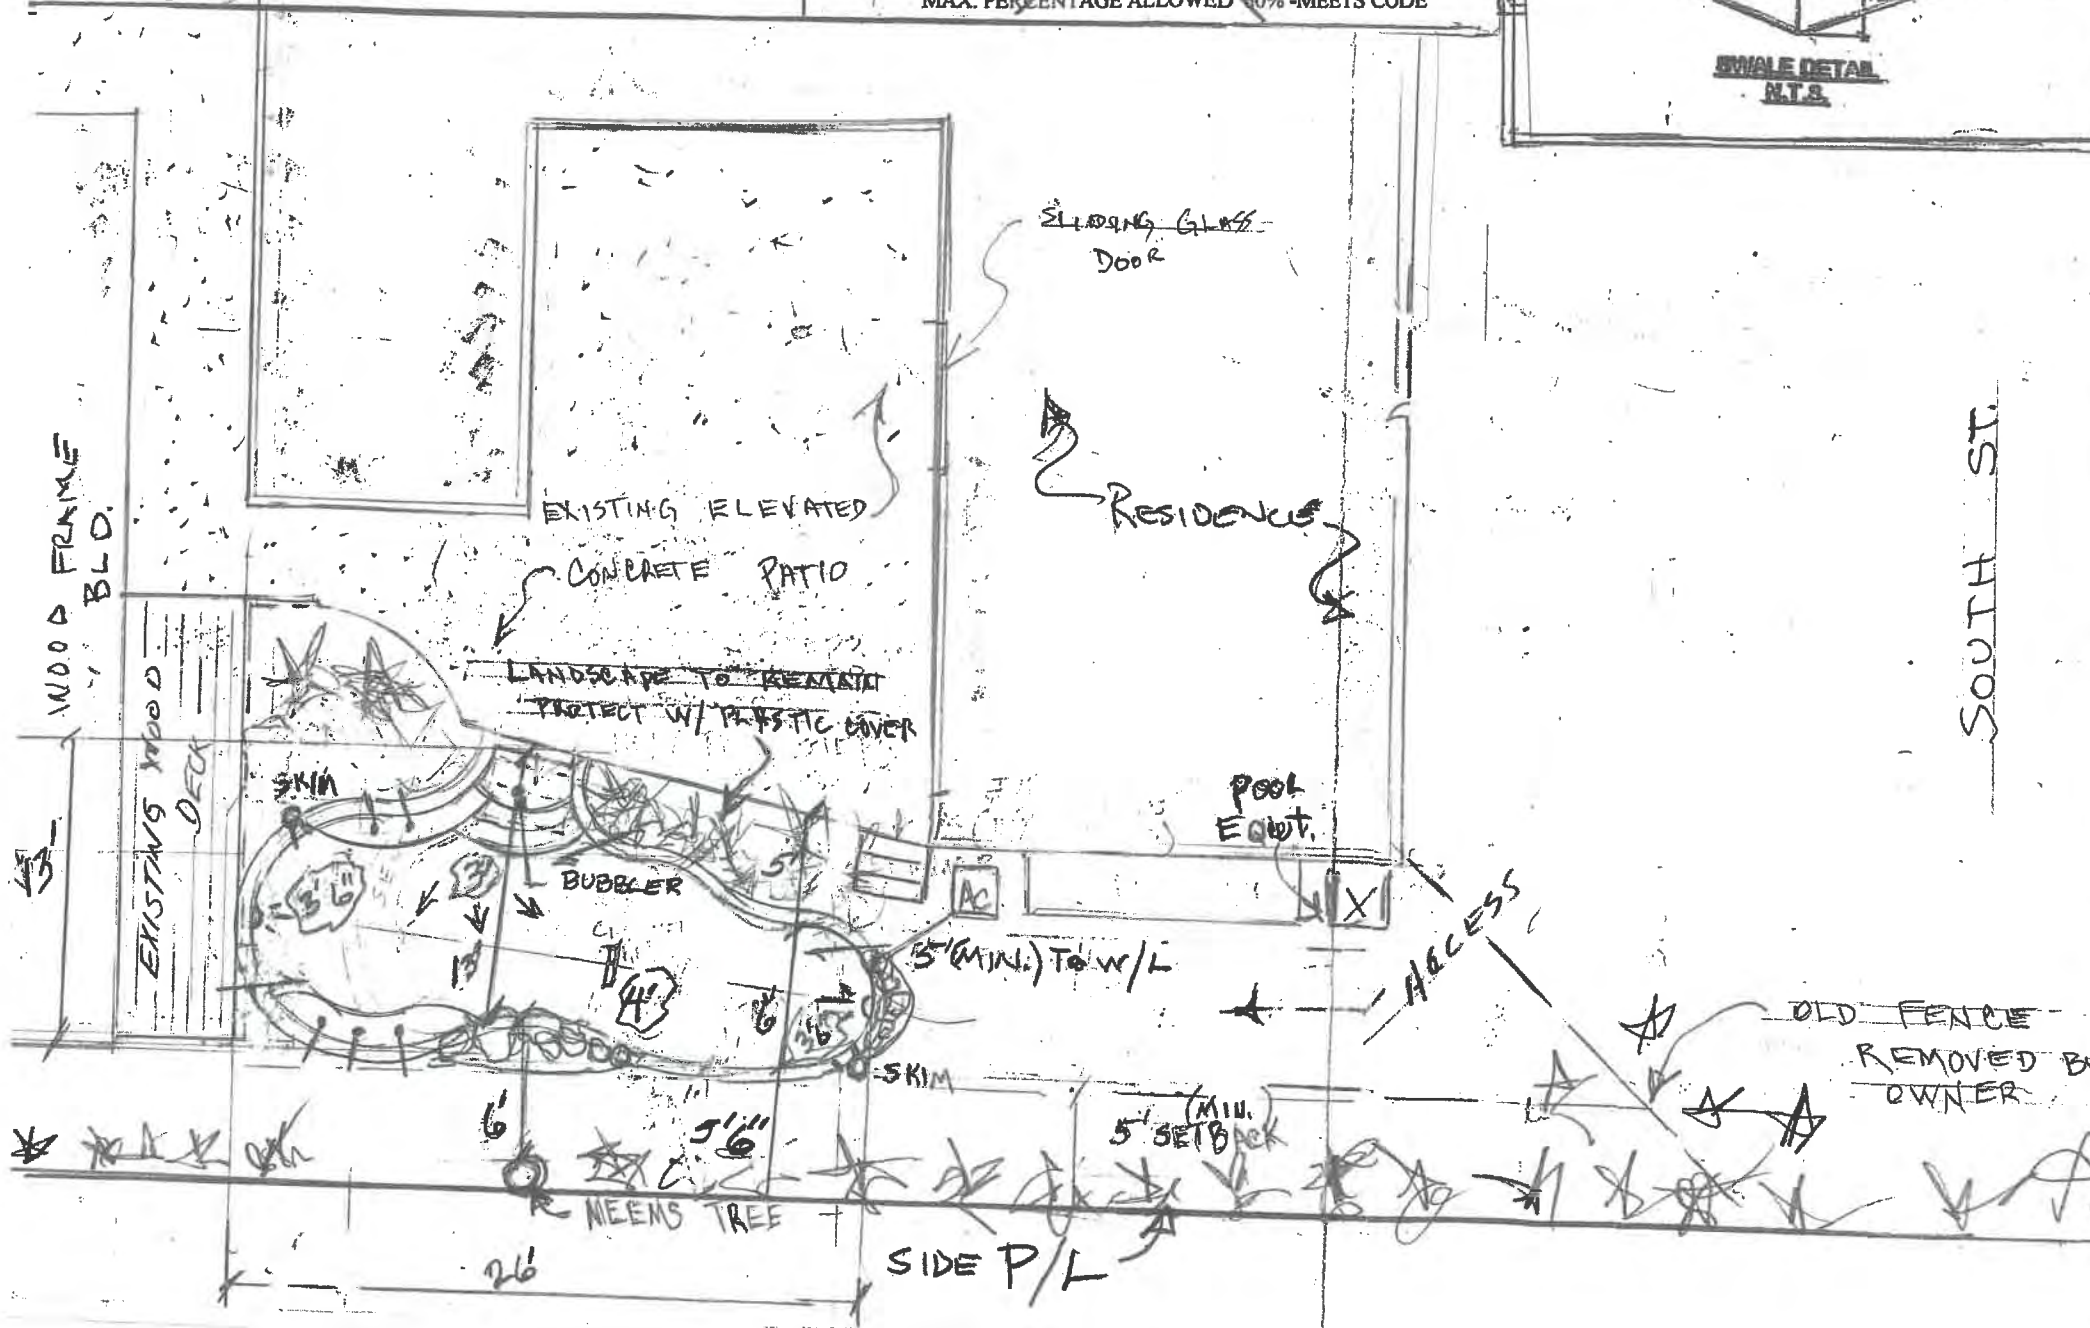 MAX. PERCENTAGE ALLOWED 60% -MEETS CODE
SWALE DETAIL
N.T.S.
SLIDING GLASS
DOOR
WOOD FRAME
BLD.
EXISTING ELEVATED
CONCRETE PATIO
RESIDENCE
SOUTH ST.
LANDSCAPE TO REMAIN
PROTECT W/ PLASTIC COVER
EXISTING WOOD
DECK
SKIM
POOL
EQUIT.
3'6"
3'
BUBBLER
5'
AC
X
ACCESS
13'
4'
6'
3'6"
5' (MIN.) TO W/L
OLD FENCE
REMOVED
OWNER
SKIM
6'
5'6"
(MIN.
5' SETBACK
MEEMS TREE
SIDE P/L
26'